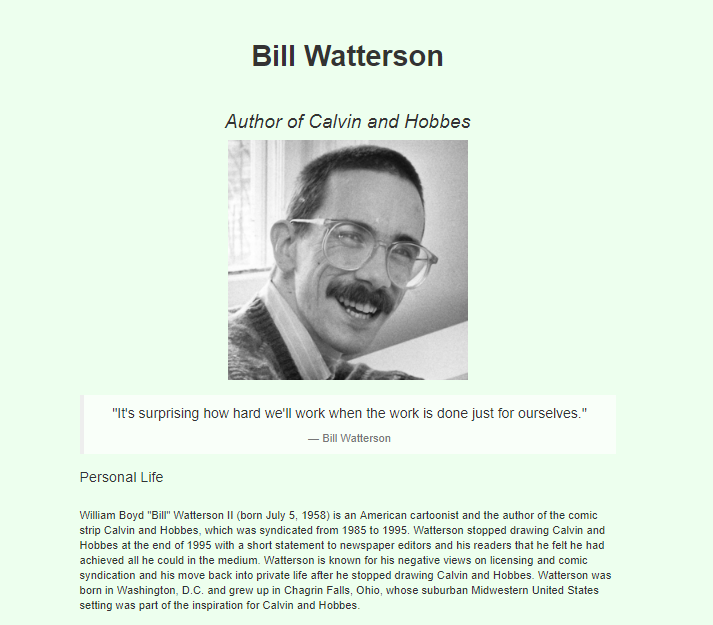 Bill Watterson
Author of Calvin and Hobbes
"It's surprising how hard we'll work when the work is done just for ourselves."
— Bill Watterson
Personal Life
William Boyd "Bill" Watterson II (born July 5, 1958) is an American cartoonist and the author of the comic
strip Calvin and Hobbes, which was syndicated from 1985 to 1995. Watterson stopped drawing Calvin and
Hobbes at the end of 1995 with a short statement to newspaper editors and his readers that he felt he had
achieved all he could in the medium. Watterson is known for his negative views on licensing and comic
syndication and his move back into private life after he stopped drawing Calvin and Hobbes. Watterson was
born in Washington, D.C. and grew up in Chagrin Falls, Ohio, whose suburban Midwestern United States
setting was part of the inspiration for Calvin and Hobbes.